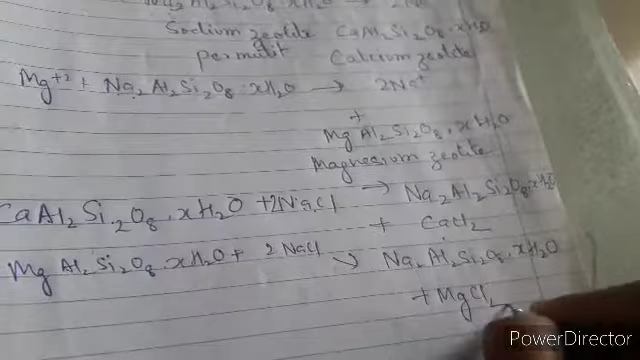 Sodium zeolite CaAl2Si2O8.xH2O
permutit Calcium zeolite
Mg+2 + Na2Al2Si2O8.xH2O → 2Na+
+
MgAl2Si2O8.xH2O
Magnesium zeolite
CaAl2Si2O8.xH2O + 2NaCl → Na2Al2Si2O8.xH2O
+ CaCl2
MgAl2Si2O8.xH2O + 2NaCl → Na2Al2Si2O8.xH2O
+ MgCl2
PowerDirector